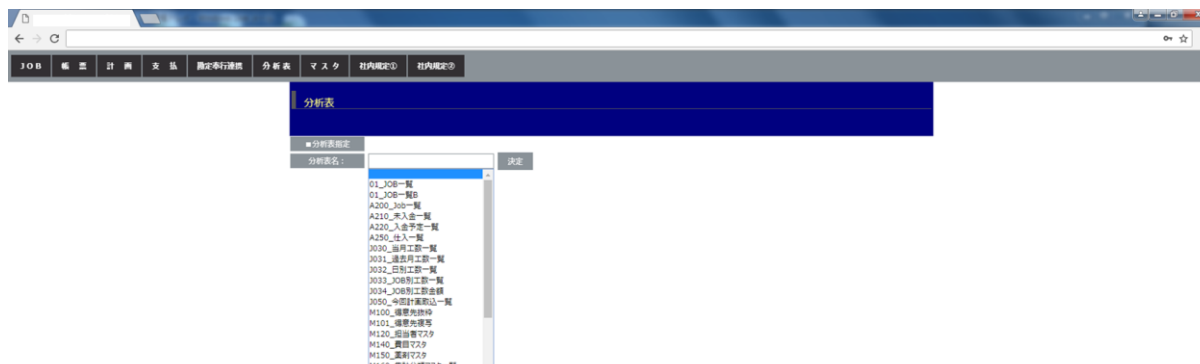 JOB 帳 票 計 画 支 払 勘定奉行連携 分 析 表 マ ス タ 社内規定① 社内規定②
分析表
■分析表指定
分析表名： 決定
01_JOB一覧
01_JOB一覧B
A200_Job一覧
A210_未入金一覧
A220_入金予定一覧
A250_仕入一覧
J030_当月工数一覧
J031_過去月工数一覧
J032_日別工数一覧
J033_JOB別工数一覧
J034_JOB別工数金額
J050_今回計画取込一覧
M100_得意先抜粋
M101_得意先複写
M120_担当者マスタ
M140_費目マスタ
M150_薬剤マスタ